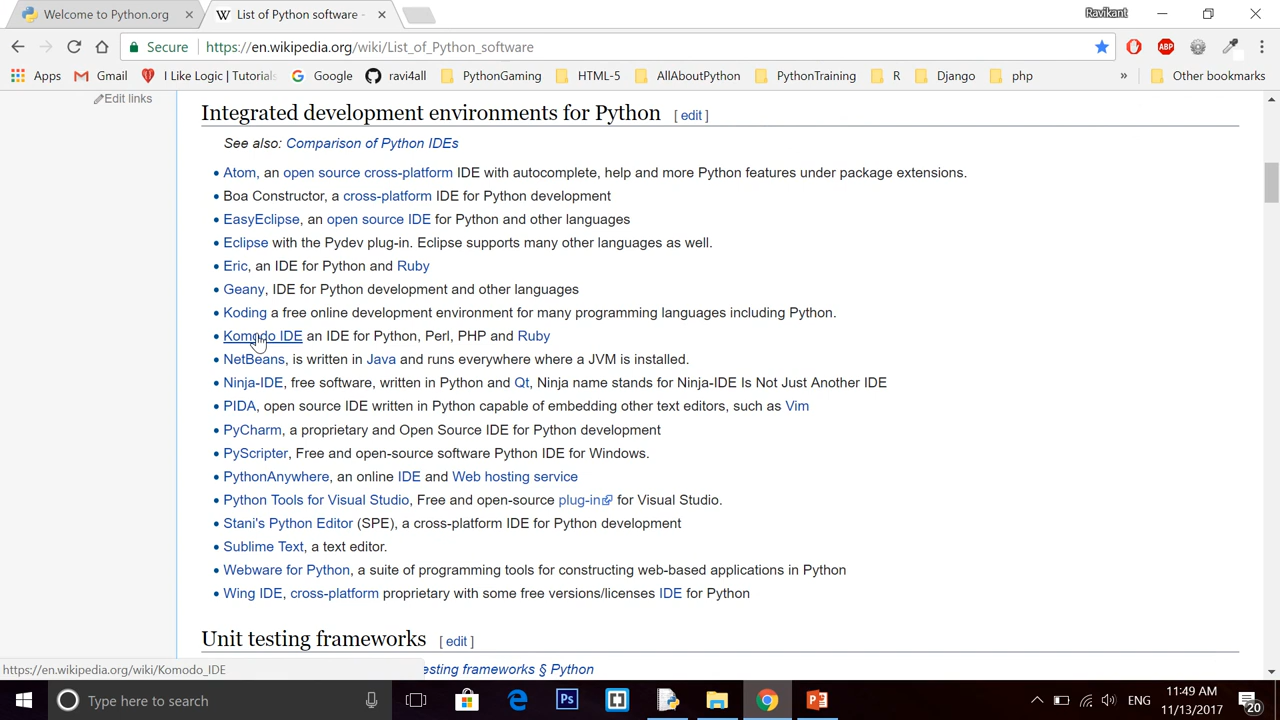 Welcome to Python.org
List of Python software -
Ravikant
Secure
https://en.wikipedia.org/wiki/List_of_Python_software
Apps
Gmail
I Like Logic | Tutorials
Google
ravi4all
PythonGaming
HTML-5
AllAboutPython
PythonTraining
R
Django
php
»
Other bookmarks
Edit links
Integrated development environments for Python [ edit ]
See also: Comparison of Python IDEs
• Atom, an open source cross-platform IDE with autocomplete, help and more Python features under package extensions.
• Boa Constructor, a cross-platform IDE for Python development
• EasyEclipse, an open source IDE for Python and other languages
• Eclipse with the Pydev plug-in. Eclipse supports many other languages as well.
• Eric, an IDE for Python and Ruby
• Geany, IDE for Python development and other languages
• Koding a free online development environment for many programming languages including Python.
• Komodo IDE an IDE for Python, Perl, PHP and Ruby
• NetBeans, is written in Java and runs everywhere where a JVM is installed.
• Ninja-IDE, free software, written in Python and Qt, Ninja name stands for Ninja-IDE Is Not Just Another IDE
• PIDA, open source IDE written in Python capable of embedding other text editors, such as Vim
• PyCharm, a proprietary and Open Source IDE for Python development
• PyScripter, Free and open-source software Python IDE for Windows.
• PythonAnywhere, an online IDE and Web hosting service
• Python Tools for Visual Studio, Free and open-source plug-in for Visual Studio.
• Stani's Python Editor (SPE), a cross-platform IDE for Python development
• Sublime Text, a text editor.
• Webware for Python, a suite of programming tools for constructing web-based applications in Python
• Wing IDE, cross-platform proprietary with some free versions/licenses IDE for Python
Unit testing frameworks [ edit ]
https://en.wikipedia.org/wiki/Komodo_IDE
esting frameworks § Python
Type here to search
ENG
11:49 AM
11/13/2017
20